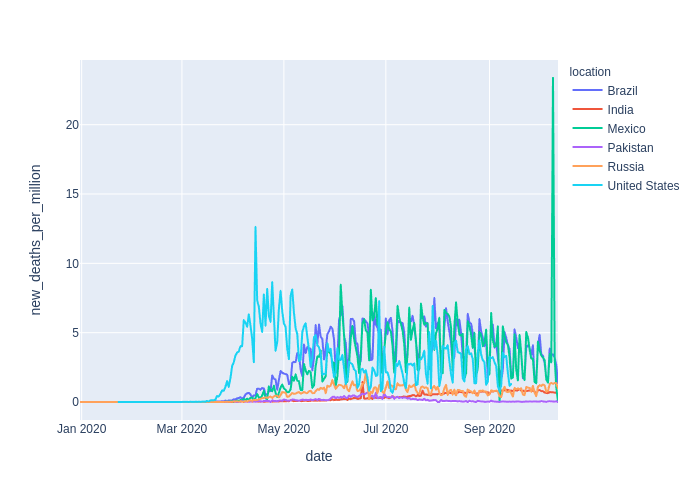 location
Brazil
India
Mexico
Pakistan
Russia
United States
new_deaths_per_million
20
15
10
5
0
Jan 2020
Mar 2020
May 2020
Jul 2020
Sep 2020
date